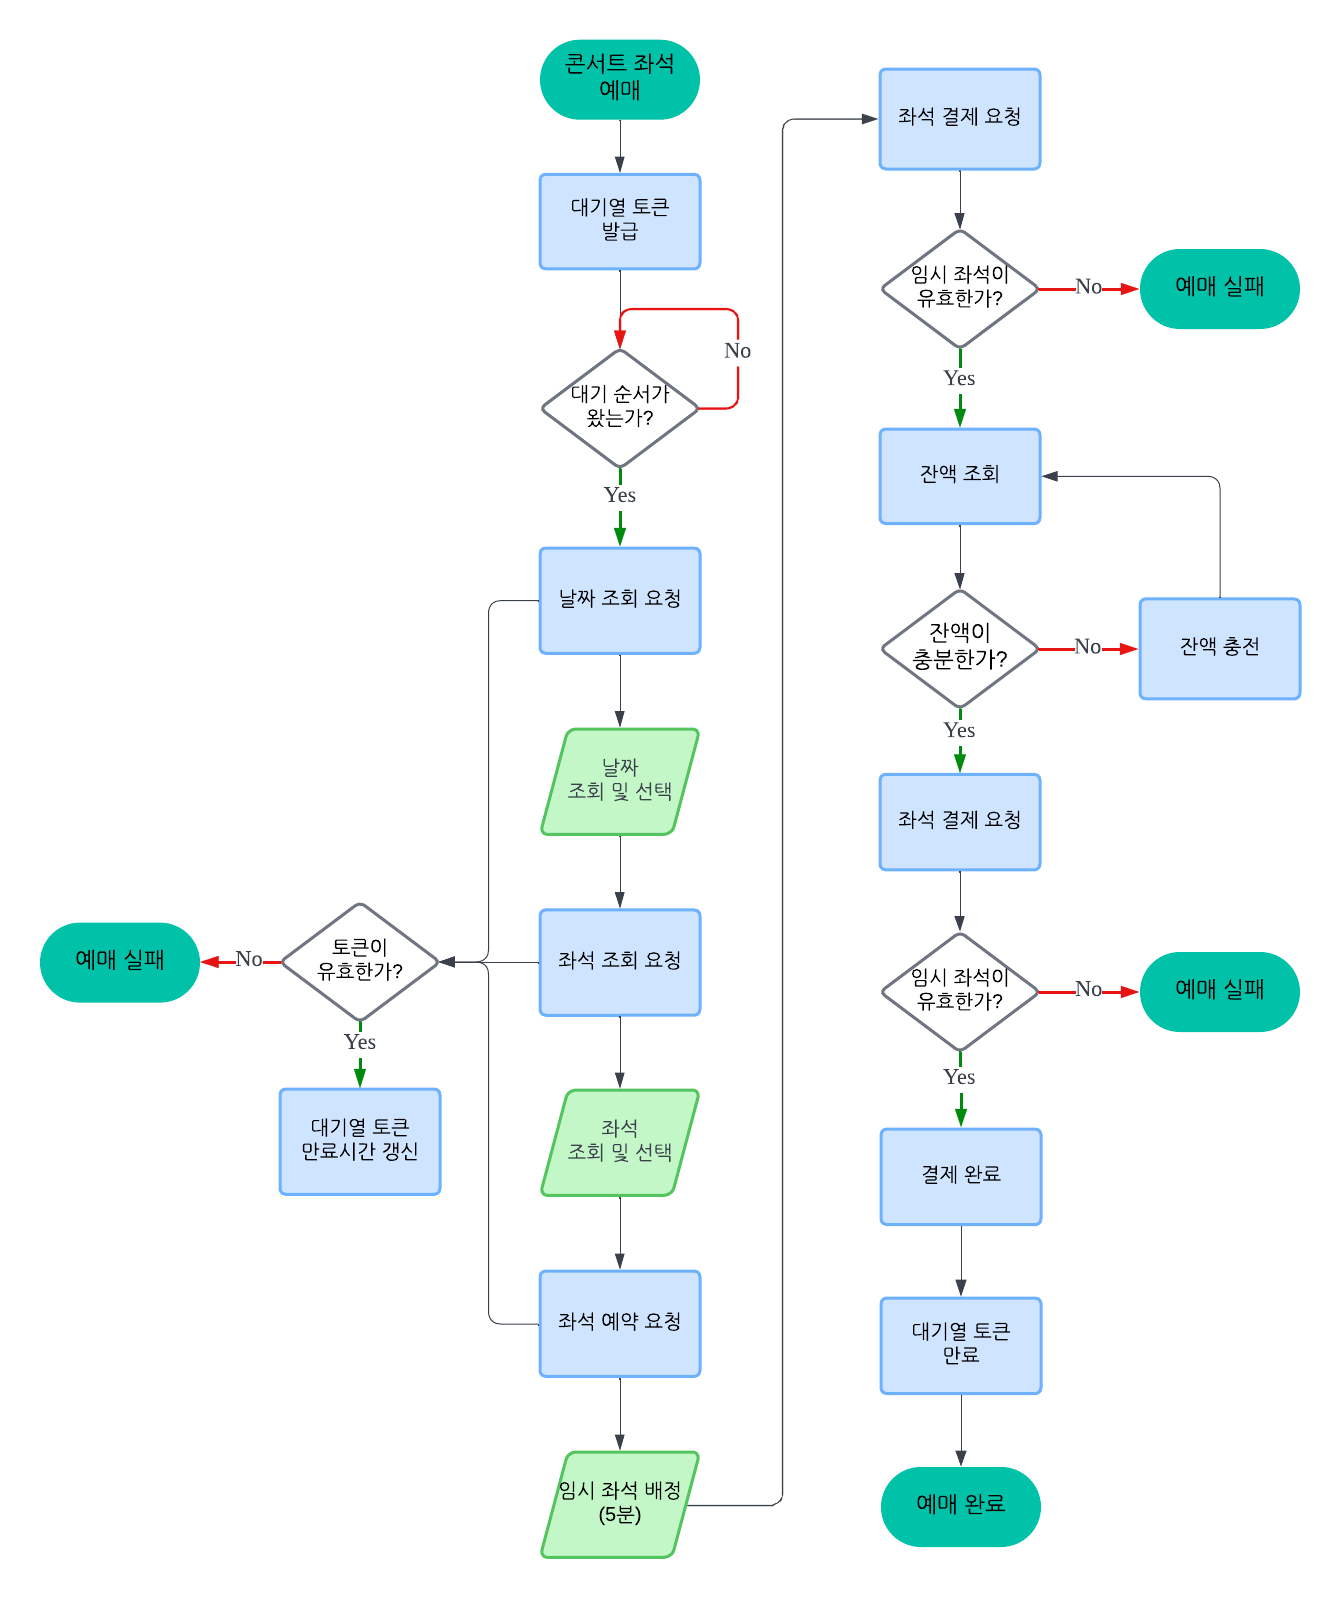 콘서트 좌석
예매
대기열 토큰
발급
대기 순서가
왔는가?
No
Yes
날짜 조회 요청
날짜
조회 및 선택
좌석 조회 요청
토큰이
유효한가?
No
예매 실패
Yes
대기열 토큰
만료시간 갱신
좌석
조회 및 선택
좌석 예약 요청
임시 좌석 배정
(5분)
좌석 결제 요청
임시 좌석이
유효한가?
No
예매 실패
Yes
잔액 조회
잔액이
충분한가?
No
잔액 충전
Yes
좌석 결제 요청
임시 좌석이
유효한가?
No
예매 실패
Yes
결제 완료
대기열 토큰
만료
예매 완료